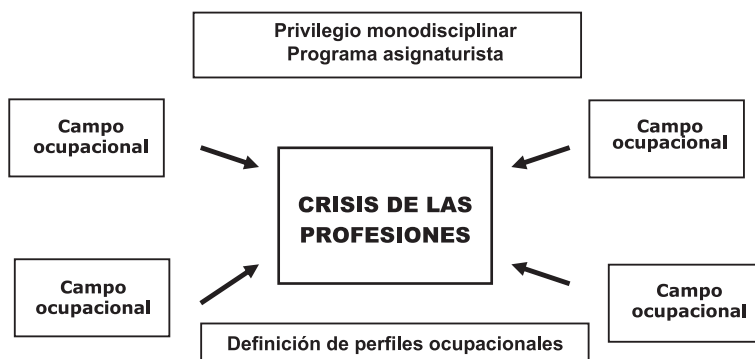 Privilegio monodisciplinar
Programa asignaturista
Campo
ocupacional
Campo
ocupacional
CRISIS DE LAS
PROFESIONES
Campo
ocupacional
Campo
ocupacional
Definición de perfiles ocupacionales